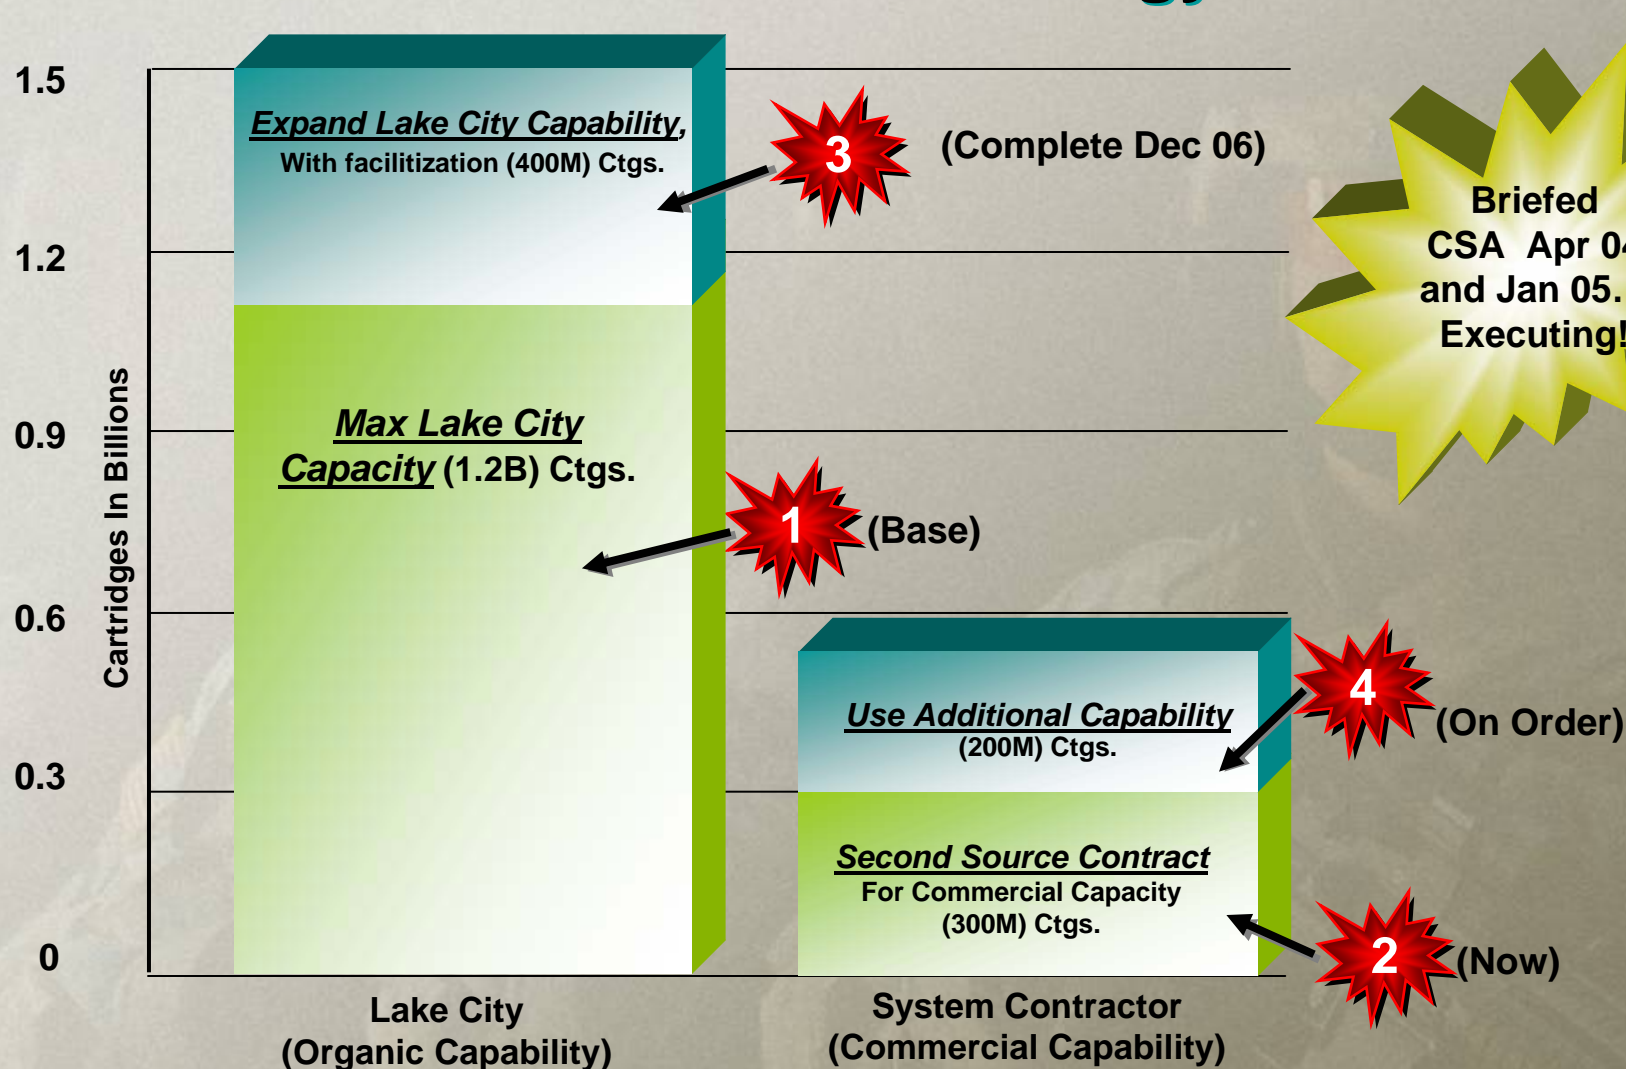 1.5
1.2
0.9
0.6
0.3
0
Cartridges In Billions
Expand Lake City Capability,
With facilitization (400M) Ctgs.
3
(Complete Dec 06)
Max Lake City
Capacity (1.2B) Ctgs.
1
(Base)
Briefed
CSA Apr 04
and Jan 05.
Executing!
Use Additional Capability
(200M) Ctgs.
4
(On Order)
Second Source Contract
For Commercial Capacity
(300M) Ctgs.
2
(Now)
Lake City
(Organic Capability)
System Contractor
(Commercial Capability)